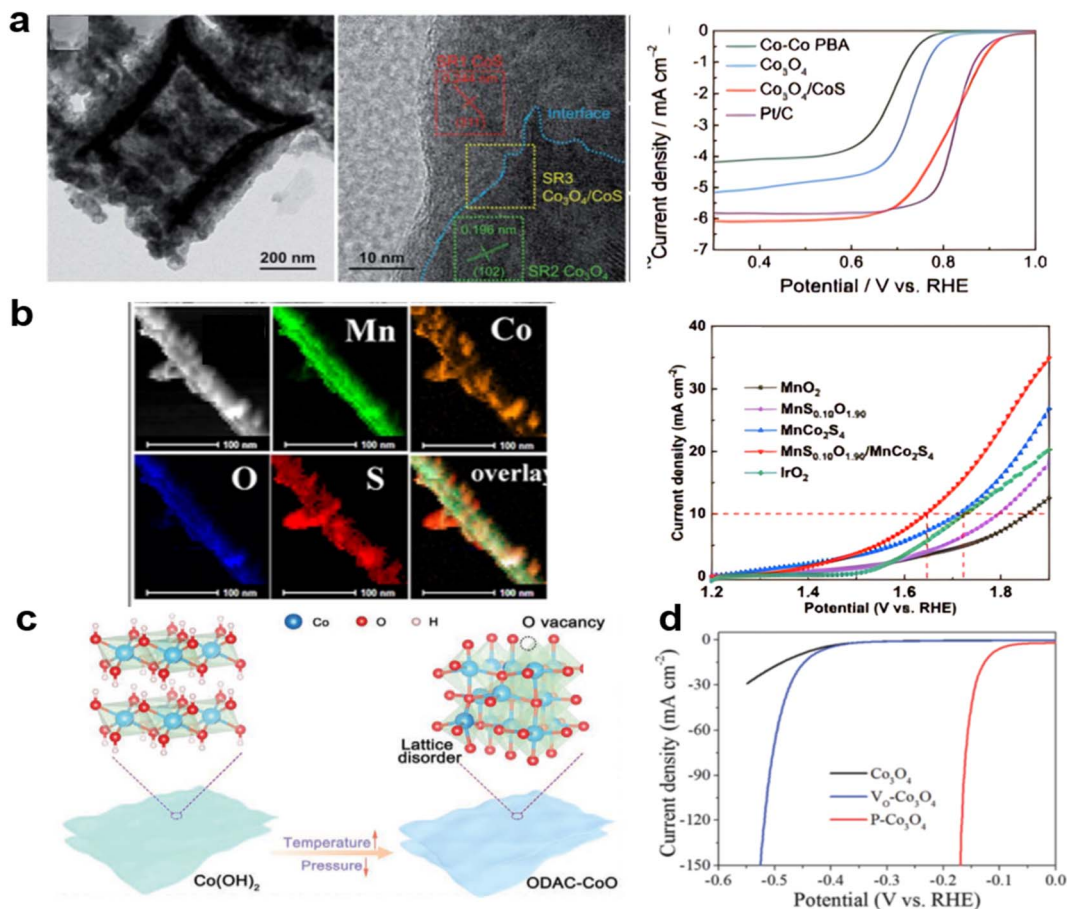 a
SR1 CoS
SR3
Co₃O₄/CoS
Interface
0.196 nm
(102)
SR2 Co₃O₄
200 nm
10 nm
Co-Co PBA
Co₃O₄
Co₃O₄/CoS
Pt/C
Current density / mA cm⁻²
0
-1
-2
-3
-4
-5
-6
-7
0.4
0.6
0.8
1.0
Potential / V vs. RHE
b
Mn
Co
100 nm
100 nm
100 nm
O
S
overlay
100 nm
100 nm
100 nm
MnO₂
MnS₀.₁₀O₁.₉₀
MnCo₂S₄
MnS₀.₁₀O₁.₉₀/MnCo₂S₄
IrO₂
Current density (mA cm⁻²)
40
30
20
10
0
1.2
1.4
1.6
1.8
Potential (V vs. RHE)
c
Co
O
H
O vacancy
Lattice
disorder
Temperature
Pressure
Co(OH)₂
ODAC-CoO
d
Current density (mA cm⁻²)
0
-30
-60
-90
-120
-150
Co₃O₄
V₀-Co₃O₄
P-Co₃O₄
-0.6
-0.5
-0.4
-0.3
-0.2
-0.1
0.0
Potential (V vs. RHE)